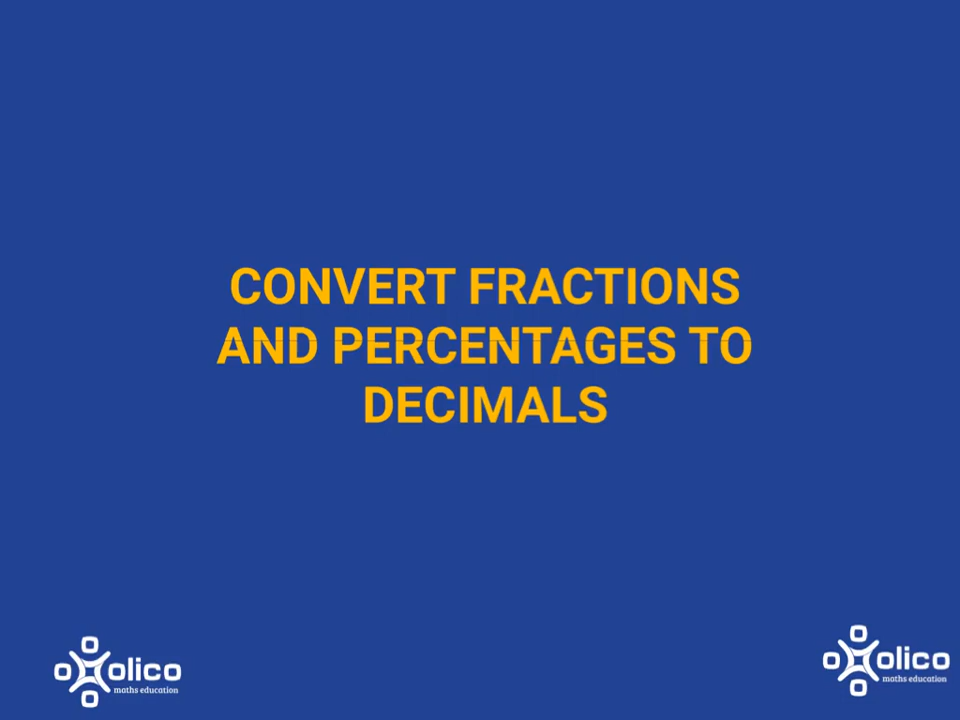 CONVERT FRACTIONS
AND PERCENTAGES TO
DECIMALS
olico
maths education
olico
maths education